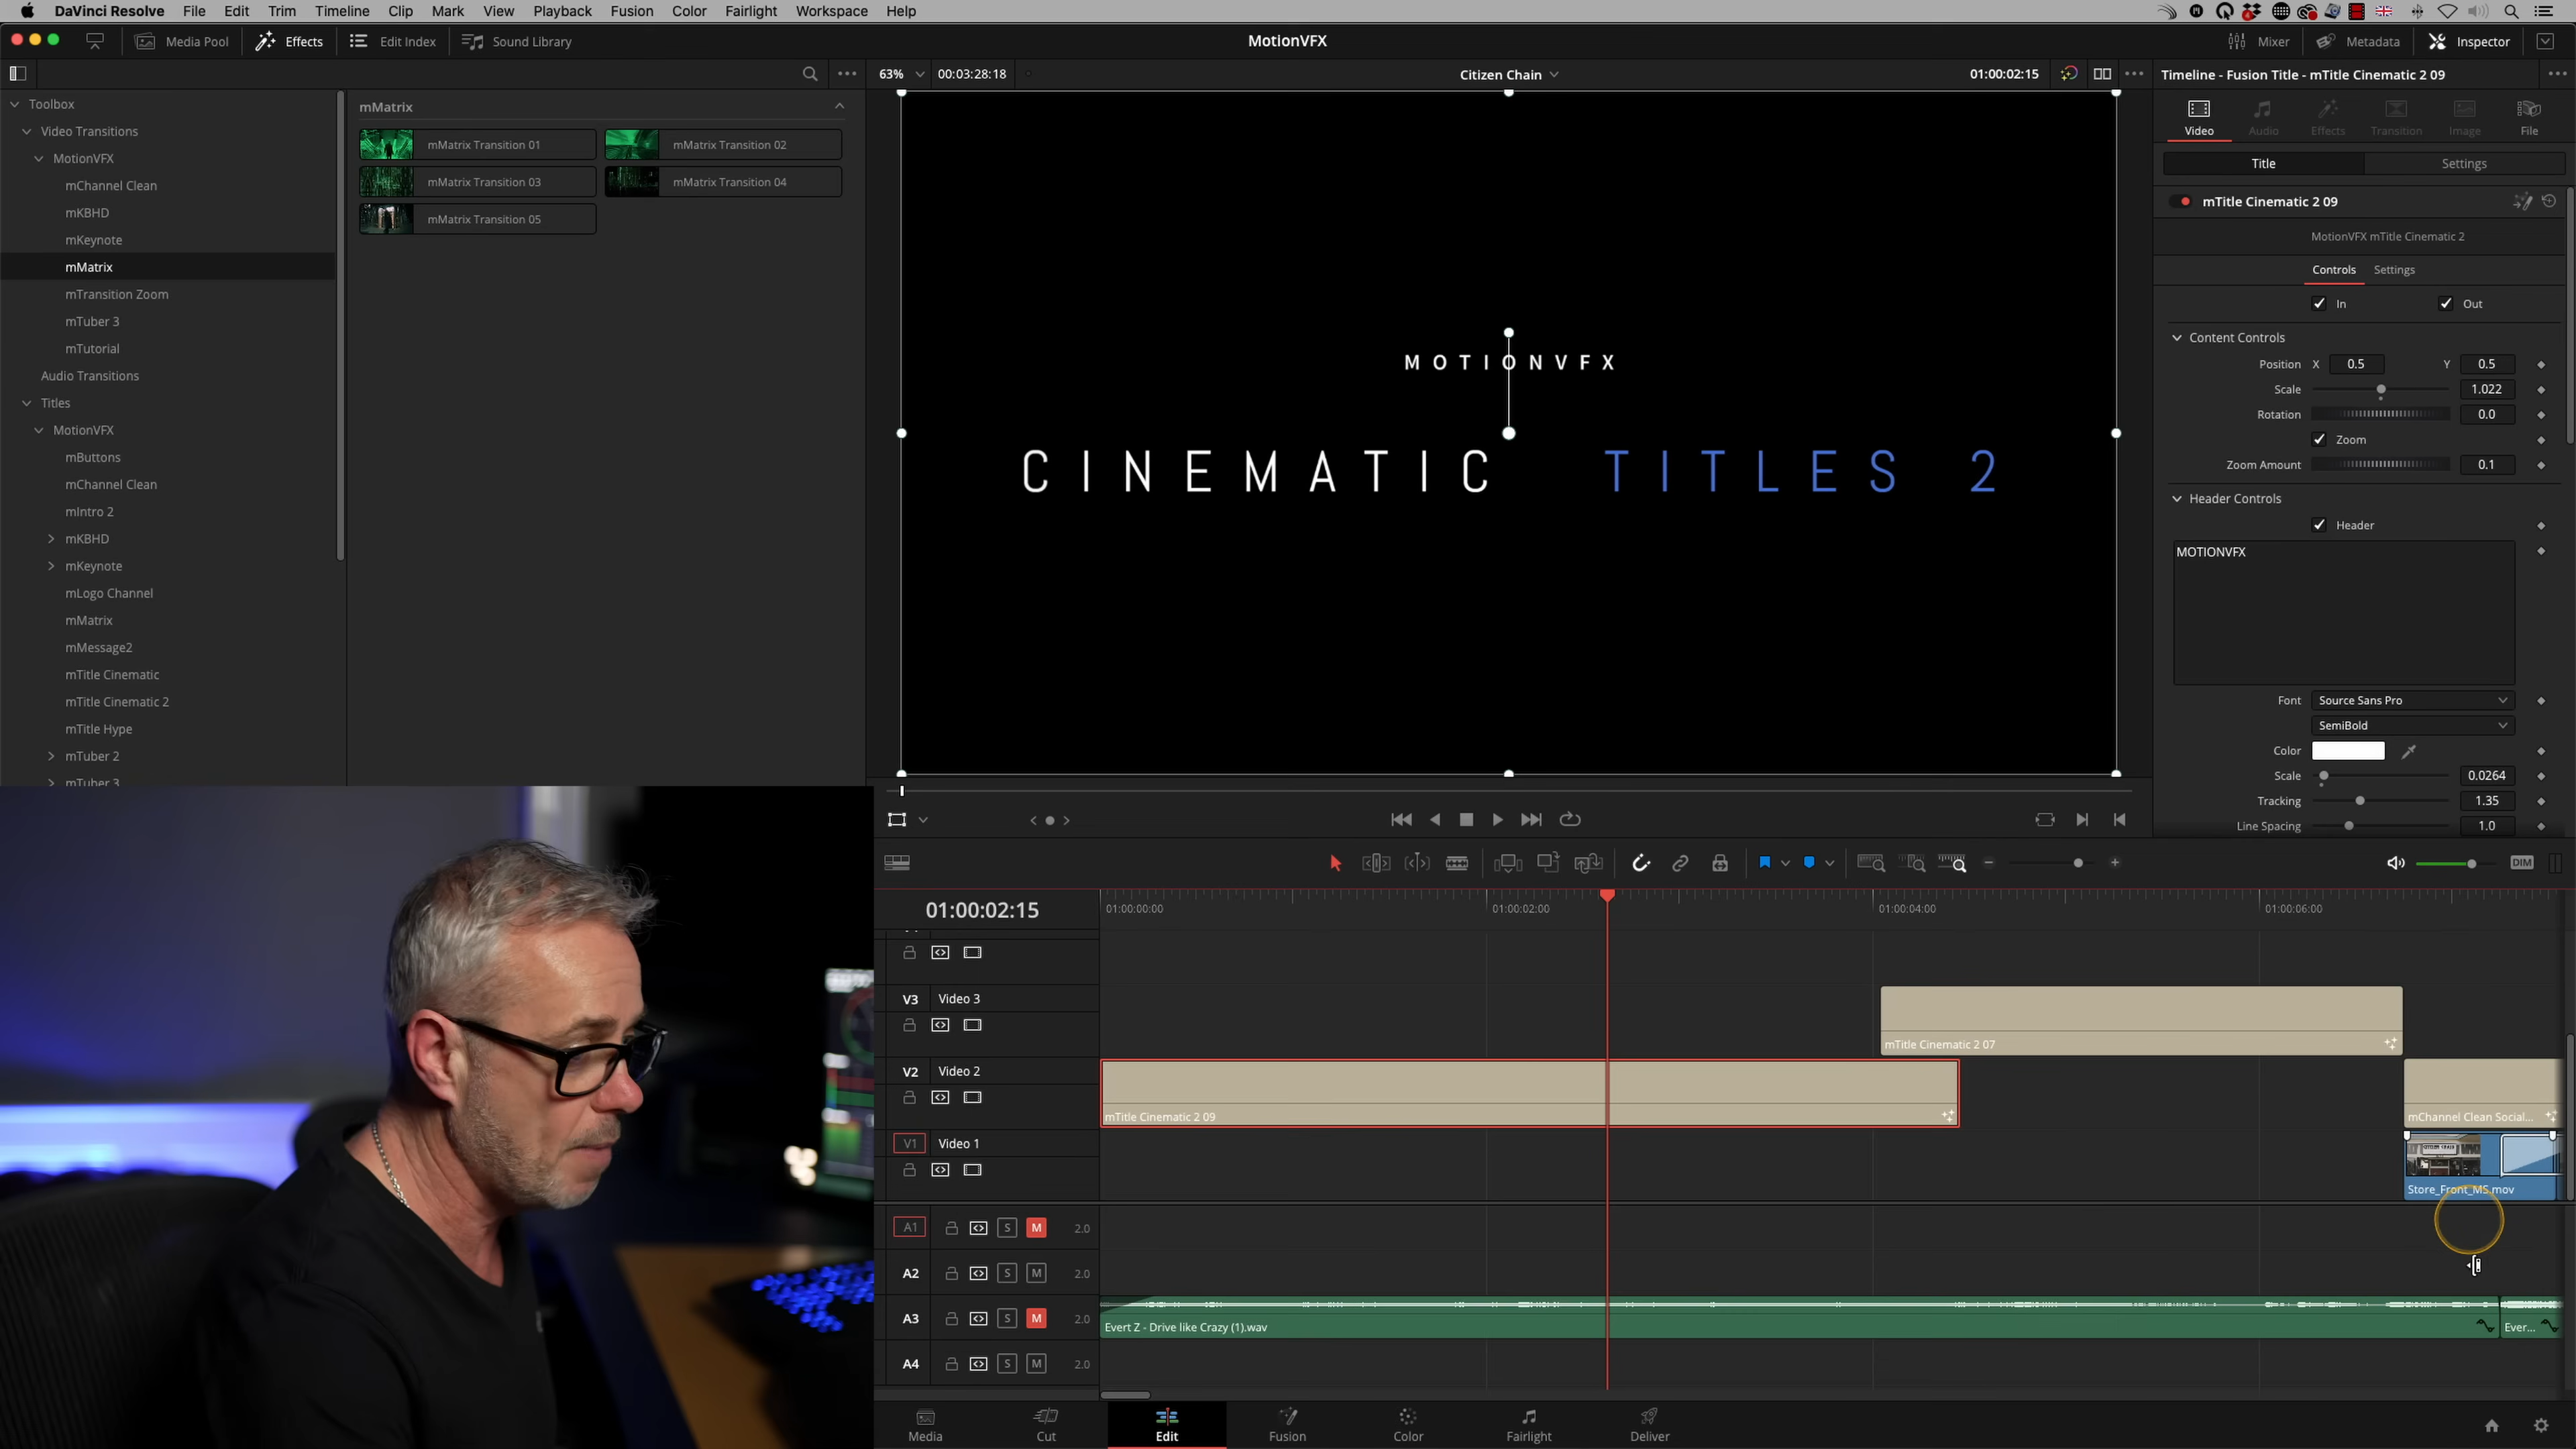 DaVinci Resolve File Edit Trim Timeline Clip Mark View Playback Fusion Color Fairlight Workspace Help
Media Pool Effects Edit Index Sound Library MotionVFX Mixer Metadata Inspector
63% 00:03:28:18 Citizen Chain 01:00:02:15 Timeline - Fusion Title - mTitle Cinematic 2 09
Toolbox
Video Transitions
MotionVFX
mChannel Clean
mKBHD
mKeynote
mMatrix
mTransition Zoom
mTuber 3
mTutorial
Audio Transitions
Titles
MotionVFX
mButtons
mChannel Clean
mIntro 2
mKBHD
mKeynote
mLogo Channel
mMatrix
mMessage2
mTitle Cinematic
mTitle Cinematic 2
mTitle Hype
mTuber 2
mTuber 3
mMatrix
mMatrix Transition 01 mMatrix Transition 02
mMatrix Transition 03 mMatrix Transition 04
mMatrix Transition 05
MOTIONVFX
CINEMATIC TITLES 2
Video Audio Effects Transition Image File
Title Settings
mTitle Cinematic 2 09
MotionVFX mTitle Cinematic 2
Controls Settings
In Out
Content Controls
Position X 0.5 Y 0.5
Scale 1.022
Rotation 0.0
Zoom
Zoom Amount 0.1
Header Controls
Header
MOTIONVFX
Font Source Sans Pro
SemiBold
Color
Scale 0.0264
Tracking 1.35
Line Spacing 1.0
DIM
01:00:02:15 01:00:00:00 01:00:02:00 01:00:04:00 01:00:06:00
V3 Video 3
mTitle Cinematic 2 07
V2 Video 2
mTitle Cinematic 2 09
mChannel Clean Social...
V1 Video 1
Store_Front_MS.mov
A1 S M 2.0
A2 S M 2.0
A3 S M 2.0
Evert Z - Drive like Crazy (1).wav Ever...
A4 S M 2.0
Media Cut Edit Fusion Color Fairlight Deliver